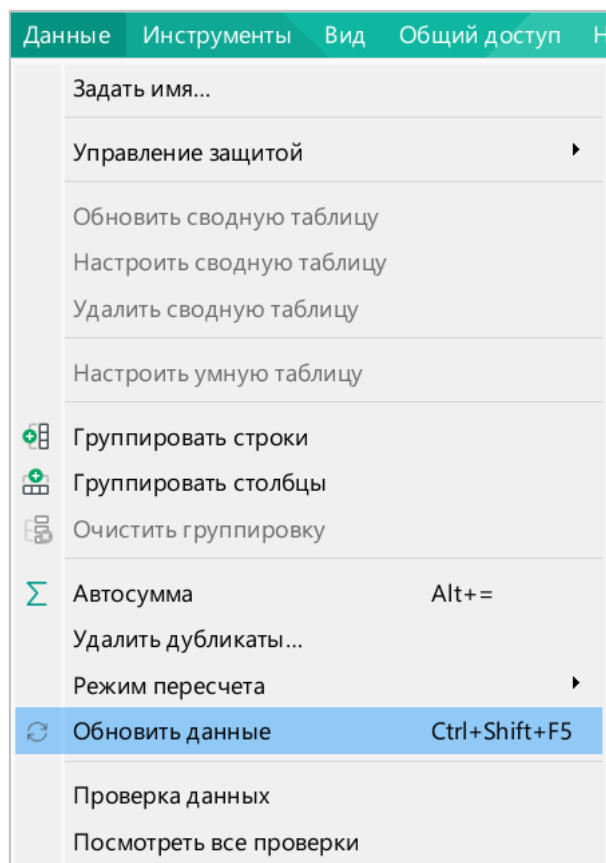 Данные Инструменты Вид Общий доступ Н
Задать имя...
Управление защитой
Обновить сводную таблицу
Настроить сводную таблицу
Удалить сводную таблицу
Настроить умную таблицу
Группировать строки
Группировать столбцы
Очистить группировку
Автосумма Alt+=
Удалить дубликаты...
Режим пересчета
Обновить данные Ctrl+Shift+F5
Проверка данных
Посмотреть все проверки